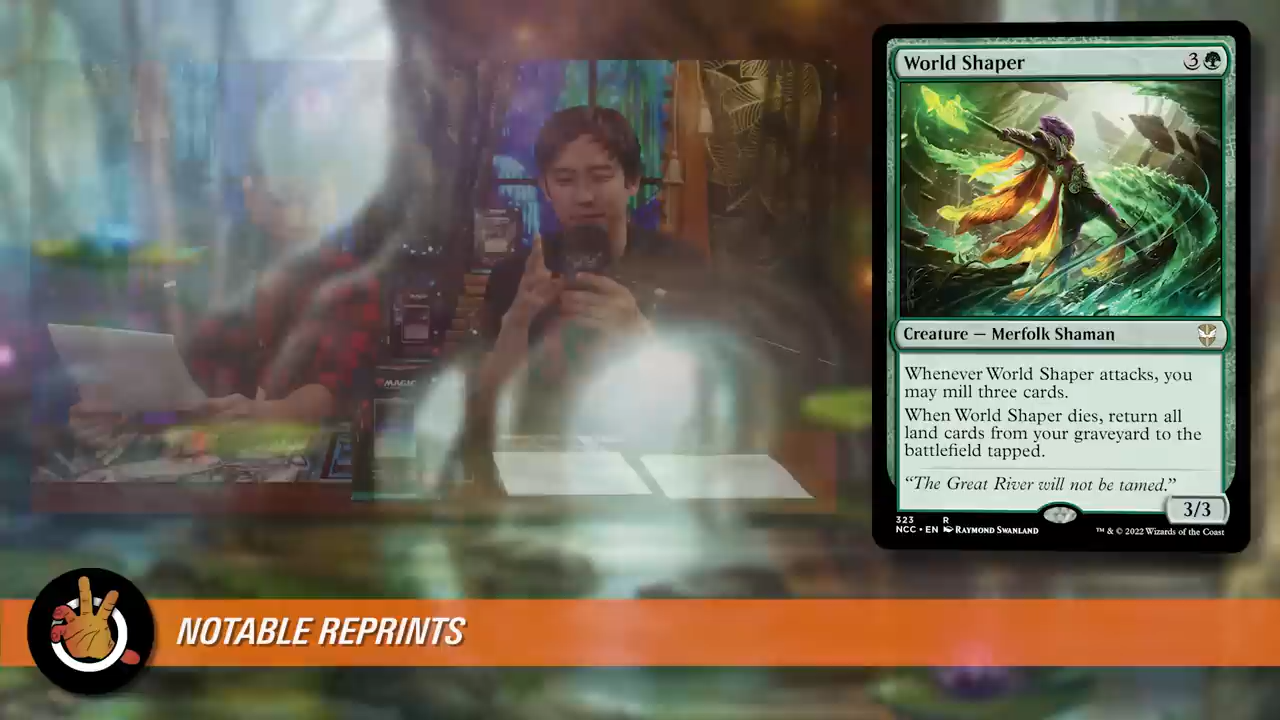 World Shaper
3
Creature — Merfolk Shaman
Whenever World Shaper attacks, you
may mill three cards.
When World Shaper dies, return all
land cards from your graveyard to the
battlefield tapped.
“The Great River will not be tamed.”
3/3
323 R
NCC • EN RAYMOND SWANLAND
™ & © 2022 Wizards of the Coast
MAGIC
NOTABLE REPRINTS